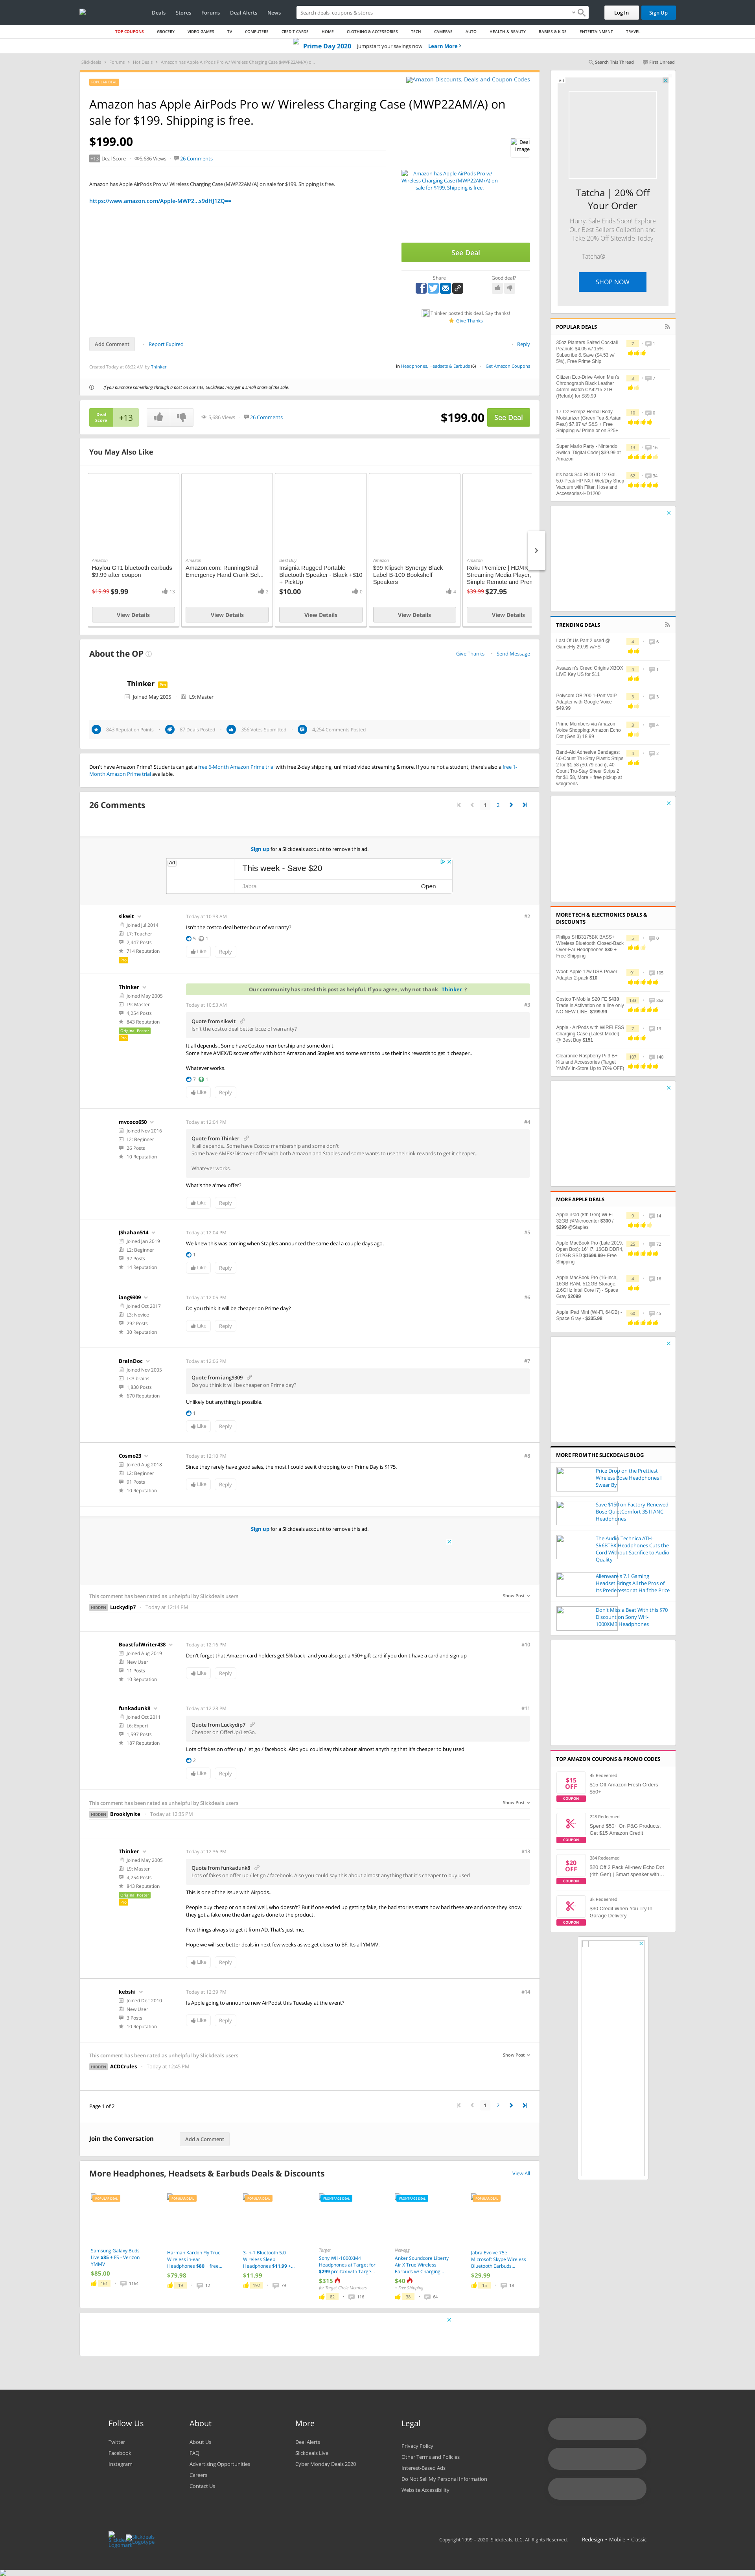 Deals Stores Forums Deal Alerts News
Search deals, coupons & stores
Log In Sign Up
TOP COUPONS GROCERY VIDEO GAMES TV COMPUTERS CREDIT CARDS HOME CLOTHING & ACCESSORIES TECH CAMERAS AUTO HEALTH & BEAUTY BABIES & KIDS ENTERTAINMENT TRAVEL
Prime Day 2020 Jumpstart your savings now Learn More
Slickdeals Forums Hot Deals Amazon has Apple AirPods Pro w/ Wireless Charging Case (MWP22AM/A) o...
Search This Thread First Unread
POPULAR DEAL
Amazon Discounts, Deals and Coupon Codes
Amazon has Apple AirPods Pro w/ Wireless Charging Case (MWP22AM/A) on sale for $199. Shipping is free.
$199.00
Deal Image
+13 Deal Score 5,686 Views 26 Comments
Amazon has Apple AirPods Pro w/ Wireless Charging Case (MWP22AM/A) on sale for $199. Shipping is free.
https://www.amazon.com/Apple-MWP2...s9dHJ1ZQ==
Amazon has Apple AirPods Pro w/ Wireless Charging Case (MWP22AM/A) on sale for $199. Shipping is free.
See Deal
Share Good deal?
Thinker posted this deal. Say thanks!
Give Thanks
Add Comment Report Expired Reply
Created Today at 08:22 AM by Thinker
in Headphones, Headsets & Earbuds (6) Get Amazon Coupons
If you purchase something through a post on our site, Slickdeals may get a small share of the sale.
Deal Score +13 5,686 Views 26 Comments $199.00 See Deal
You May Also Like
Amazon
Haylou GT1 bluetooth earbuds $9.99 after coupon
$19.99 $9.99 13
View Details
Amazon
Amazon.com: RunningSnail Emergency Hand Crank Sel...
2
View Details
Best Buy
Insignia Rugged Portable Bluetooth Speaker - Black +$10 + PickUp
$10.00 0
View Details
Amazon
$99 Klipsch Synergy Black Label B-100 Bookshelf Speakers
4
View Details
Amazon
Roku Premiere | HD/4K Streaming Media Player, Simple Remote and Prem
$39.99 $27.95
View Details
About the OP
Give Thanks Send Message
Thinker Pro
Joined May 2005 L9: Master
843 Reputation Points 87 Deals Posted 356 Votes Submitted 4,254 Comments Posted
Don't have Amazon Prime? Students can get a free 6-Month Amazon Prime trial with free 2-day shipping, unlimited video streaming & more. If you're not a student, there's also a free 1-Month Amazon Prime trial available.
26 Comments
1 2
Sign up for a Slickdeals account to remove this ad.
Ad
This week - Save $20
Jabra Open
sikwit
Joined Jul 2014
L7: Teacher
2,447 Posts
714 Reputation
Pro
Today at 10:33 AM #2
Isn't the costco deal better bcuz of warranty?
5 1
Like Reply
Thinker
Joined May 2005
L9: Master
4,254 Posts
843 Reputation
Original Poster
Pro
Our community has rated this post as helpful. If you agree, why not thank Thinker ?
Today at 10:53 AM #3
Quote from sikwit
Isn't the costco deal better bcuz of warranty?
It all depends., Some have Costco membership and some don't
Some have AMEX/Discover offer with both Amazon and Staples and some wants to use their ink rewards to get it cheaper..
Whatever works.
7 1
Like Reply
mvcoco650
Joined Nov 2016
L2: Beginner
26 Posts
10 Reputation
Today at 12:04 PM #4
Quote from Thinker
It all depends., Some have Costco membership and some don't
Some have AMEX/Discover offer with both Amazon and Staples and some wants to use their ink rewards to get it cheaper..
Whatever works.
What's the a'mex offer?
Like Reply
JShahan514
Joined Jan 2019
L2: Beginner
92 Posts
14 Reputation
Today at 12:04 PM #5
We knew this was coming when Staples announced the same deal a couple days ago.
1
Like Reply
iang9309
Joined Oct 2017
L3: Novice
292 Posts
30 Reputation
Today at 12:05 PM #6
Do you think it will be cheaper on Prime day?
Like Reply
BrainDoc
Joined Nov 2005
I <3 brains.
1,830 Posts
670 Reputation
Today at 12:06 PM #7
Quote from iang9309
Do you think it will be cheaper on Prime day?
Unlikely but anything is possible.
1
Like Reply
Cosmo23
Joined Aug 2018
L2: Beginner
91 Posts
10 Reputation
Today at 12:10 PM #8
Since they rarely have good sales, the most I could see it dropping to on Prime Day is $175.
Like Reply
Sign up for a Slickdeals account to remove this ad.
This comment has been rated as unhelpful by Slickdeals users Show Post
HIDDEN Luckydip7 Today at 12:14 PM
BoastfulWriter438
Joined Aug 2019
New User
11 Posts
10 Reputation
Today at 12:16 PM #10
Don't forget that Amazon card holders get 5% back- and you also get a $50+ gift card if you don't have a card and sign up
Like Reply
funkadunk8
Joined Oct 2011
L6: Expert
1,597 Posts
187 Reputation
Today at 12:28 PM #11
Quote from Luckydip7
Cheaper on OfferUp/LetGo.
Lots of fakes on offer up / let go / facebook. Also you could say this about almost anything that it's cheaper to buy used
2
Like Reply
This comment has been rated as unhelpful by Slickdeals users Show Post
HIDDEN Brooklynite Today at 12:35 PM
Thinker
Joined May 2005
L9: Master
4,254 Posts
843 Reputation
Original Poster
Pro
Today at 12:36 PM #13
Quote from funkadunk8
Lots of fakes on offer up / let go / facebook. Also you could say this about almost anything that it's cheaper to buy used
This is one of the issue with Airpods..
People buy cheap or on a deal well, who doesn't? But if one ended up getting fake, the bad stories starts from how bad these are and once they know that they got a fake one the damage is done to the product.
Few things always to get it from AD. That's just me.
Hope we will see better deals in next few weeks as we get closer to BF. Its all YMMV.
Like Reply
kebshi
Joined Dec 2010
New User
3 Posts
10 Reputation
Today at 12:39 PM #14
Is Apple going to announce new AirPodst this Tuesday at the event?
Like Reply
This comment has been rated as unhelpful by Slickdeals users Show Post
HIDDEN ACDCrules Today at 12:45 PM
Page 1 of 2
1 2
Join the Conversation Add a Comment
More Headphones, Headsets & Earbuds Deals & Discounts View All
Samsung Galaxy Buds Live $85 + FS - Verizon YMMV
$85.00
Harman Kardon Fly True Wireless in-ear Headphones $80 + free...
$79.98
19 12
3-in-1 Bluetooth 5.0 Wireless Sleep Headphones $11.99 +...
$11.99
Target
Sony WH-1000XM4 Headphones at Target for $299 pre-tax with Targe...
$315
for Target Circle Members
82 116
Newegg
Anker Soundcore Liberty Air X True Wireless Earbuds w/ Charging...
$40
+ Free Shipping
Jabra Evolve 75e Microsoft Skype Wireless Bluetooth Earbuds...
$29.99
Ad
Tatcha | 20% Off Your Order
Hurry, Sale Ends Soon! Explore Our Best Sellers Collection and Take 20% Off Sitewide Today
Tatcha®
SHOP NOW
POPULAR DEALS
35oz Planters Salted Cocktail Peanuts $4.05 w/ 15% Subscribe & Save ($4.53 w/ 5%), Free Prime Ship
Citizen Eco-Drive Avion Men's Chronograph Black Leather 44mm Watch CA4215-21H (Refurb) for $89.99
17 Oz Hempz Herbal Body Moisturizer (Green Tea & Asian Pear) $7.87 w/ S&S + Free Shipping w/ Prime or on $25+
Super Mario Party - Nintendo Switch [Digital Code] $39.99 at Amazon
it's back $40 RIDGID 12 Gal. 5.0-Peak HP NXT Wet/Dry Shop Vacuum with Filter, Hose and Accessories-HD1200
TRENDING DEALS
Last Of Us Part 2 used @ GameFly 29.99 w/FS
Assassin's Creed Origins XBOX LIVE Key US for $11
Polycom OBi200 1-Port VoIP Adapter with Google Voice $49.99
Prime Members via Amazon Voice Shopping: Amazon Echo Dot (Gen 3) 18.99
Band-Aid Adhesive Bandages: 60-Count Tru-Stay Plastic Strips 2 for $1.58 ($0.79 each), 40-Count Tru-Stay Sheer Strips 2 for $1.58, More + free pickup at walgreens
MORE TECH & ELECTRONICS DEALS & DISCOUNTS
Philips SHB3175BK BASS+ Wireless Bluetooth Closed-Back Over-Ear Headphones $30 + Free Shipping
Woot: Apple 12w USB Power Adapter 2-pack $10
Costco T-Mobile S20 FE $430 Trade in Activation on a line only NO NEW LINE! $199.99
Apple - AirPods with WIRELESS Charging Case (Latest Model) @ Best Buy $151
Clearance Raspberry Pi 3 B+ Kits and Accessories (Target YMMV In-Store Up to 70% OFF)
MORE APPLE DEALS
Apple iPad (8th Gen) Wi-Fi 32GB @Microcenter $300 / $299 @Staples
Apple MacBook Pro (Late 2019, Open Box): 16" i7, 16GB DDR4, 512GB SSD $1698.99+ Free Shipping
Apple MacBook Pro (16-inch, 16GB RAM, 512GB Storage, 2.6GHz Intel Core i7) - Space Gray $2099
Apple iPad Mini (Wi-Fi, 64GB) - Space Gray - $335.98
MORE FROM THE SLICKDEALS BLOG
Price Drop on the Prettiest Wireless Bose Headphones I Swear By
Save $150 on Factory-Renewed Bose QuietComfort 35 II ANC Headphones
The Audio Technica ATH-SR6BTBK Headphones Cuts the Cord Without Sacrifice to Audio Quality
Alienware's 7.1 Gaming Headset Brings All the Pros of Its Predecessor at Half the Price
Don't Miss a Beat With this $70 Discount on Sony WH-1000XM3 Headphones
TOP AMAZON COUPONS & PROMO CODES
$15 OFF COUPON
$15 Off Amazon Fresh Orders $50+
COUPON
228 Redeemed
Spend $50+ On P&G Products, Get $15 Amazon Credit
$20 OFF COUPON
384 Redeemed
$20 Off 2 Pack All-new Echo Dot (4th Gen) | Smart speaker with ...
COUPON
3k Redeemed
$30 Credit When You Try In-Garage Delivery
Follow Us
Twitter
Facebook
Instagram
About
About Us
FAQ
Advertising Opportunities
Careers
Contact Us
More
Deal Alerts
Slickdeals Live
Cyber Monday Deals 2020
Legal
Privacy Policy
Other Terms and Policies
Interest-Based Ads
Do Not Sell My Personal Information
Website Accessibility
Copyright 1999 – 2020. Slickdeals, LLC. All Rights Reserved. Redesign • Mobile • Classic